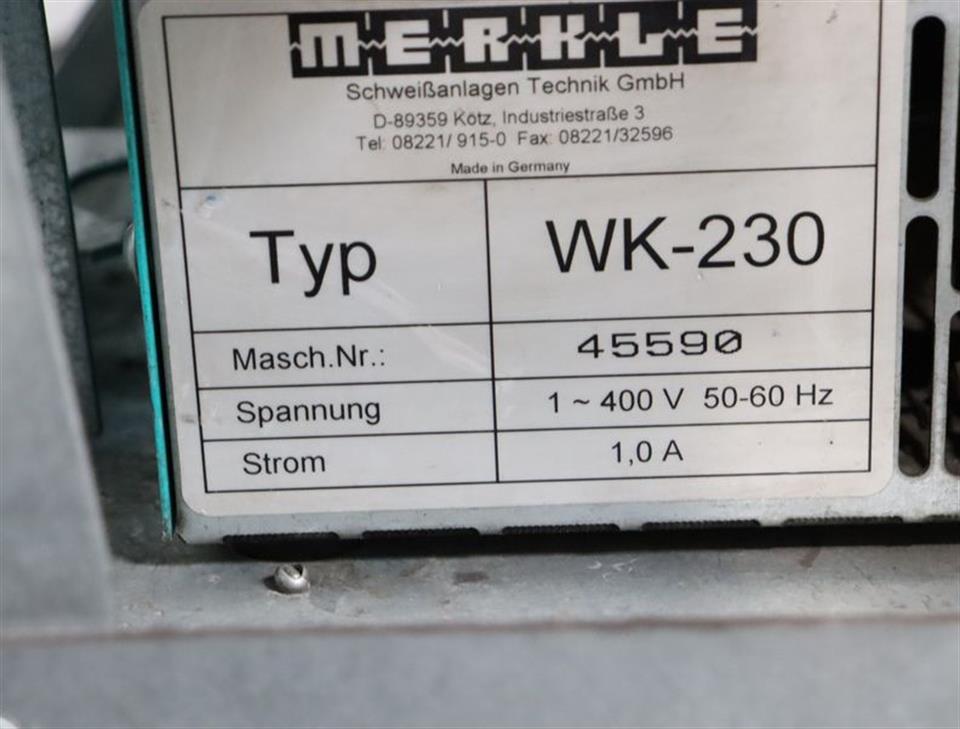 MERKLE
Schweißanlagen Technik GmbH
D-89359 Kötz, Industriestraße 3
Tel: 08221/ 915-0 Fax: 08221/32596
Made in Germany
Typ WK-230
Masch.Nr.: 45590
Spannung 1 ~ 400 V 50-60 Hz
Strom 1,0 A